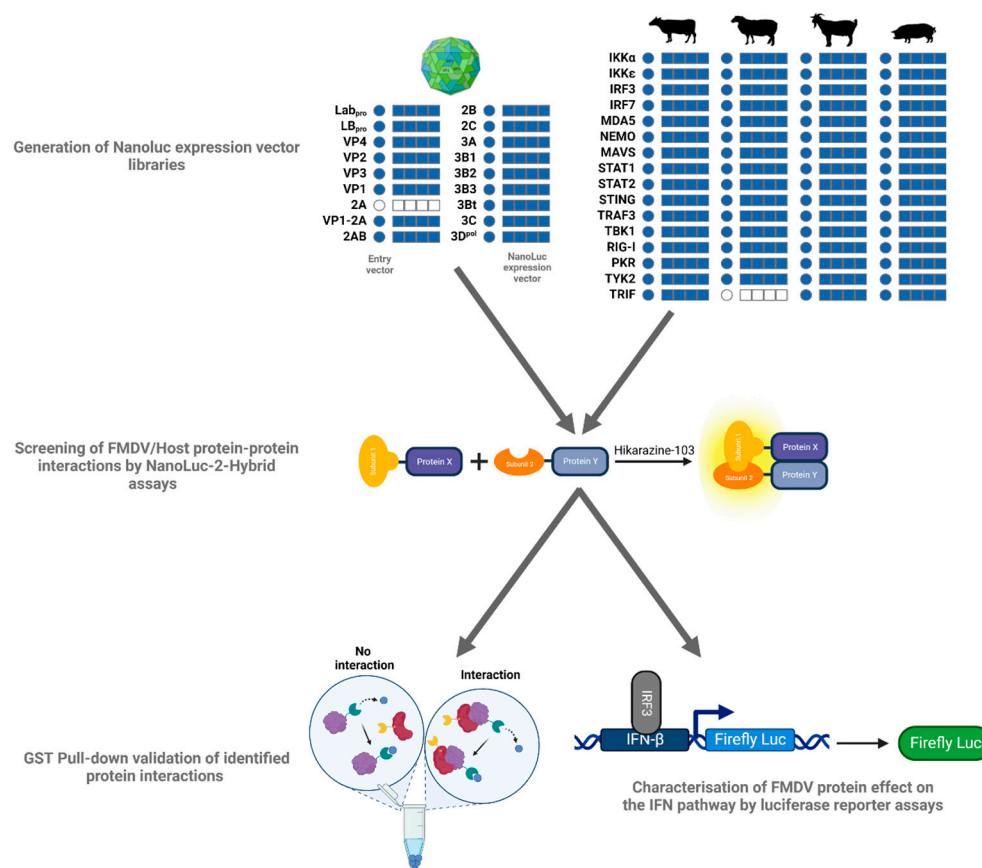 Generation of Nanoluc expression vector
libraries
Lab_pro
LB_pro
VP4
VP2
VP3
VP1
2A
VP1-2A
2AB
Entry
vector
2B
2C
3A
3B1
3B2
3B3
3Bt
3C
3D^pol
NanoLuc
expression
vector
IKKα
IKKε
IRF3
IRF7
MDA5
NEMO
MAVS
STAT1
STAT2
STING
TRAF3
TBK1
RIG-I
PKR
TYK2
TRIF
Screening of FMDV/Host protein-protein
interactions by NanoLuc-2-Hybrid
assays
Subunit 1
Protein X
+
Subunit 2
Protein Y
Hikarazine-103
Subunit 1
Protein X
Subunit 2
Protein Y
GST Pull-down validation of identified
protein interactions
No
interaction
Interaction
IRF3
IFN-β
Firefly Luc
Firefly Luc
Characterisation of FMDV protein effect on
the IFN pathway by luciferase reporter assays